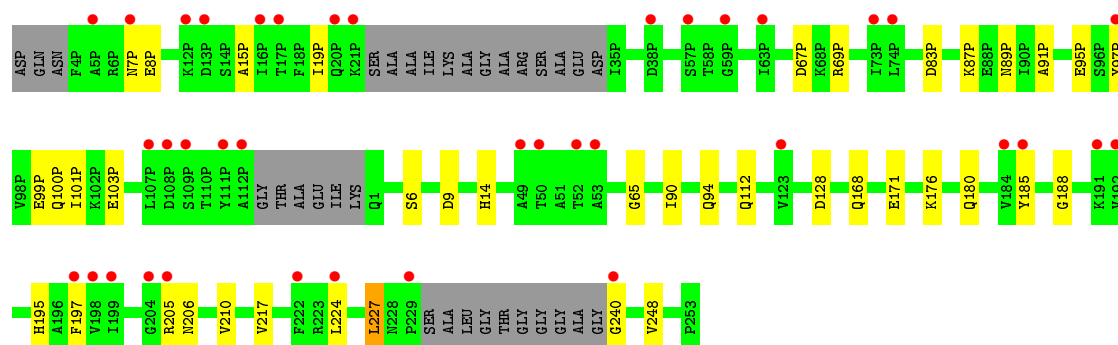 ASP GLN ASN F4P A5P R6P N7P E8P K12P D13P S14P A15P I16P T17P F18P I19P Q20P K21P SER ALA ALA ILE LYS ALA GLY ALA ALA ARG SER ALA GLU ASP I35P D38P S57P T58P G59P I63P D67P K68P R69P I73P L74P D83P K87P E88P N89P I90P A91P E95P S96P Y97P
V98P E99P Q100P I101P K102P E103P L107P D108P S109P T110P Y111P A112P GLY THR ALA GLU ILE LYS Q1 S6 D9 H14 A49 T50 A51 T52 A53 G65 I90 Q94 Q112 V123 D128 Q168 E171 K176 Q180 V184 Y185 G188 K191
H195 A196 F197 V198 I199 G204 R205 N206 V210 V217 F222 R223 L224 L227 N228 P229 SER ALA LEU GLY THR GLY GLY GLY ALA GLY G240 V248 P253